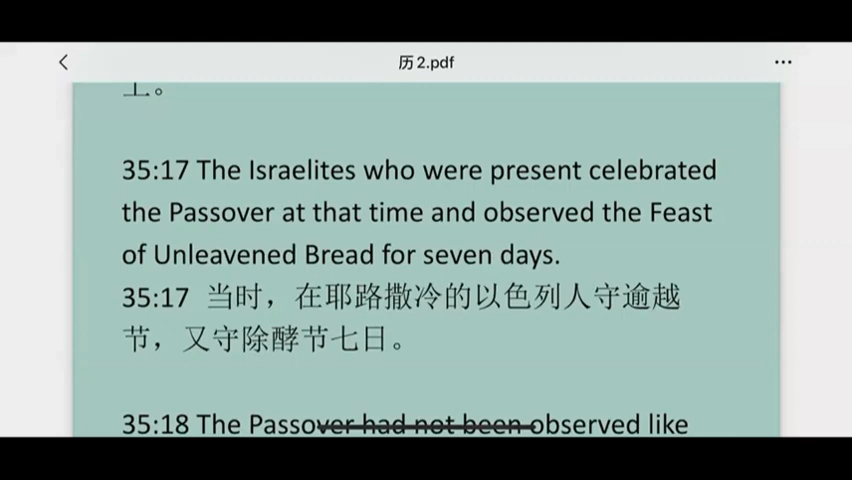 历2.pdf
上。
35:17 The Israelites who were present celebrated
the Passover at that time and observed the Feast
of Unleavened Bread for seven days.
35:17 当时，在耶路撒冷的以色列人守逾越
节，又守除酵节七日。
35:18 The Passover had not been observed like